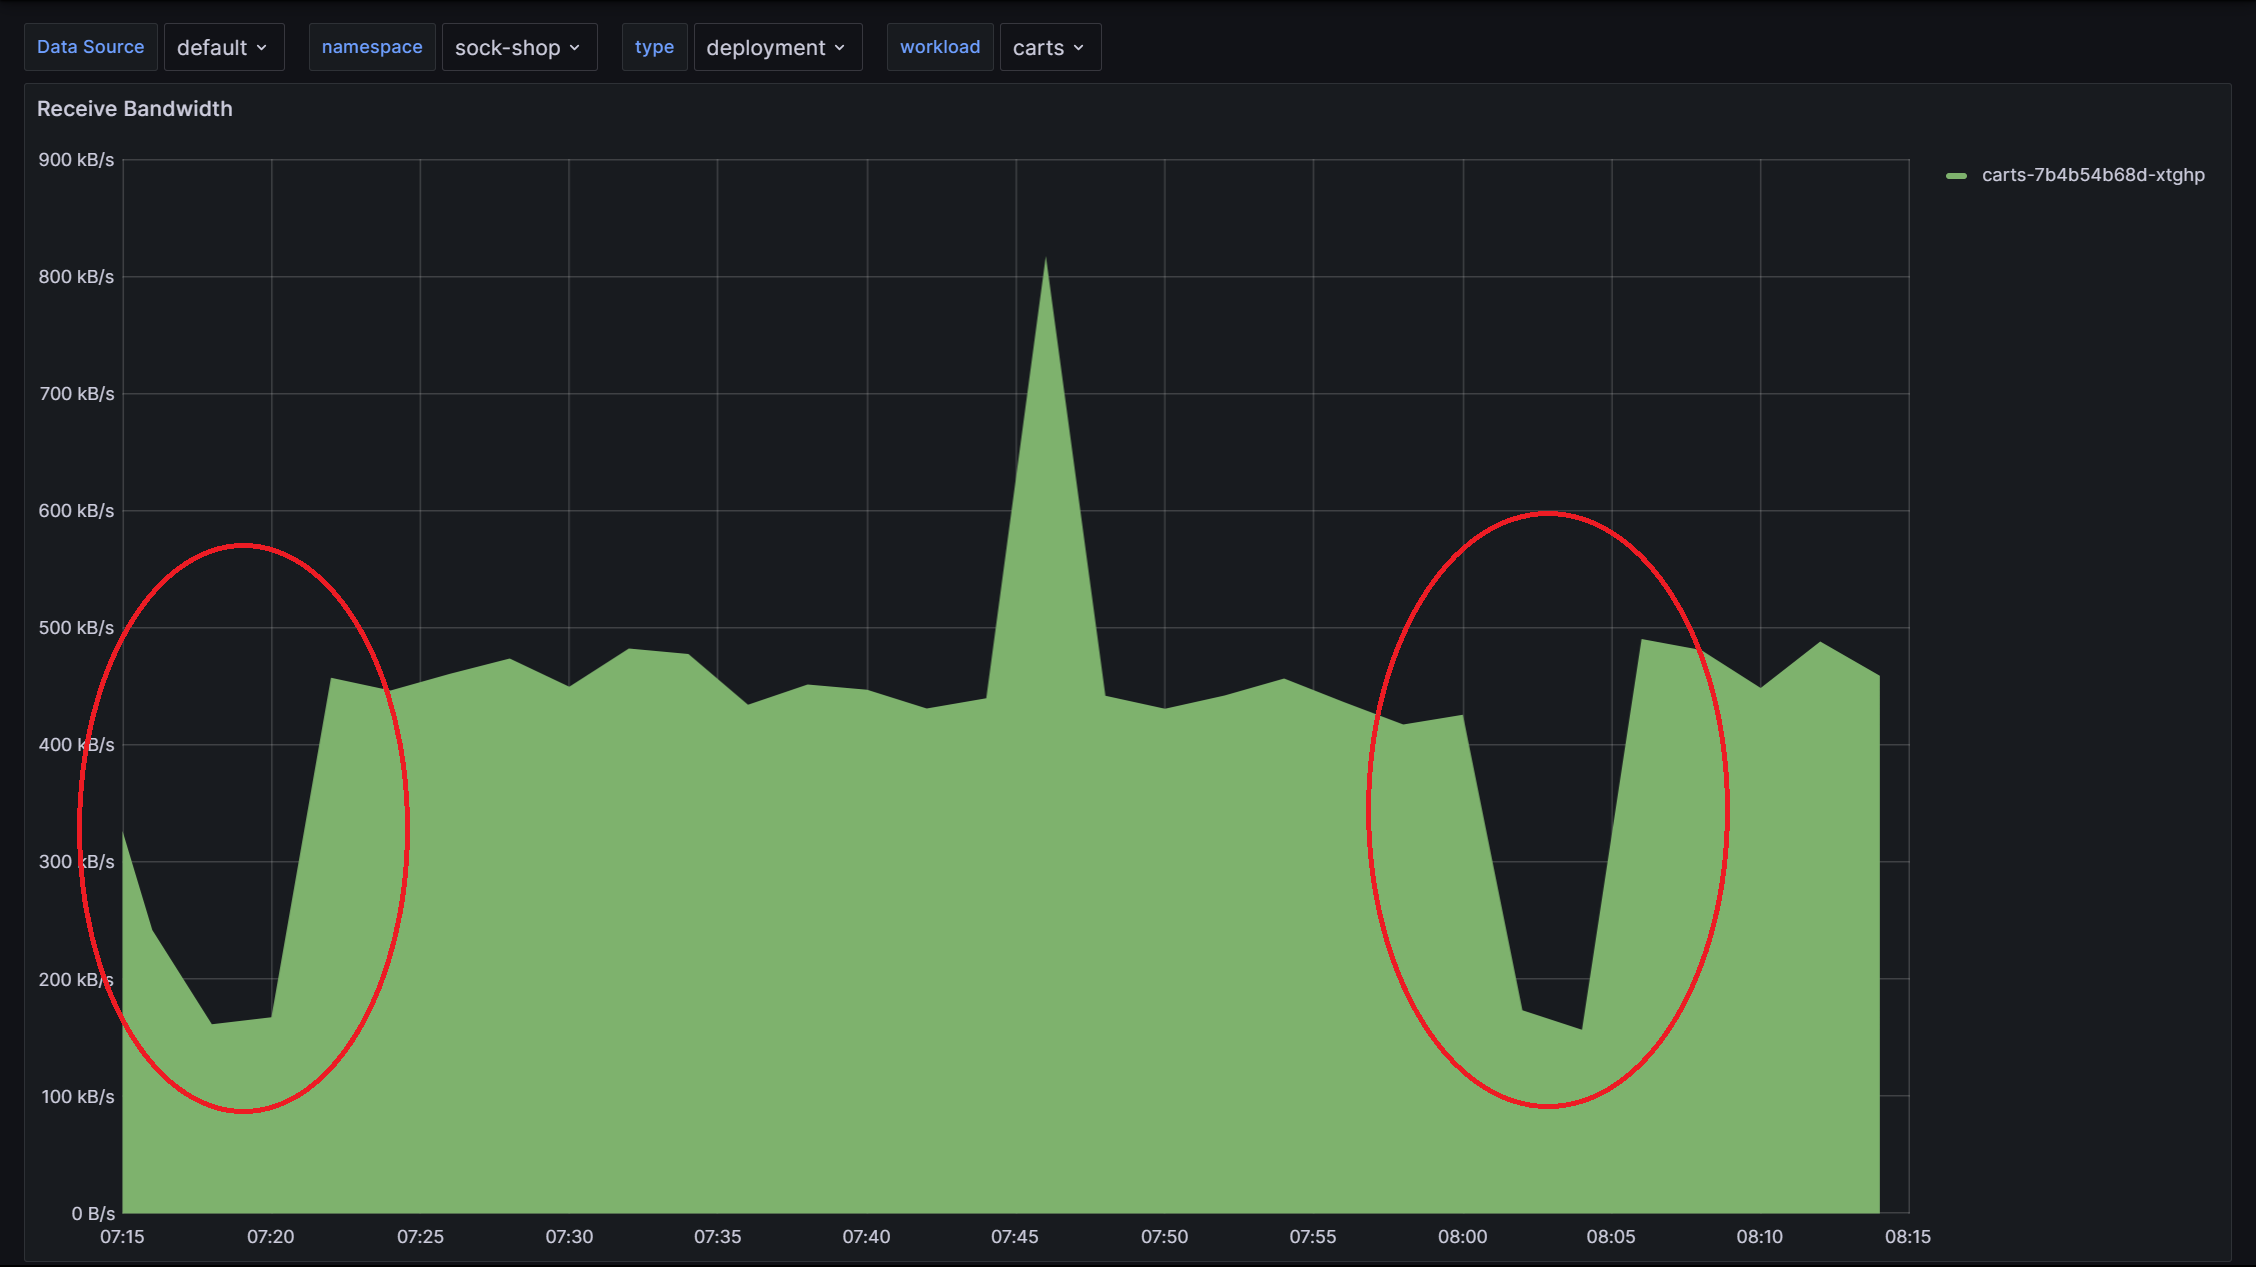 Data Source default namespace sock-shop type deployment workload carts
Receive Bandwidth
900 kB/s
carts-7b4b54b68d-xtghp
800 kB/s
700 kB/s
600 kB/s
500 kB/s
400 kB/s
300 kB/s
200 kB/s
100 kB/s
0 B/s
07:15 07:20 07:25 07:30 07:35 07:40 07:45 07:50 07:55 08:00 08:05 08:10 08:15